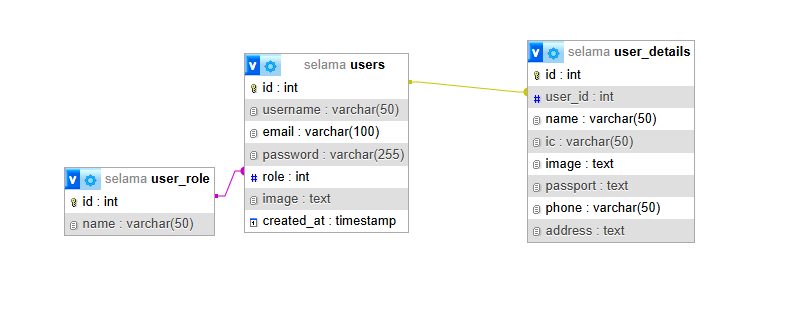 selama user_role
id : int
name : varchar(50)
selama users
id : int
username : varchar(50)
email : varchar(100)
password : varchar(255)
# role : int
image : text
created_at : timestamp
selama user_details
id : int
# user_id : int
name : varchar(50)
ic : varchar(50)
image : text
passport : text
phone : varchar(50)
address : text